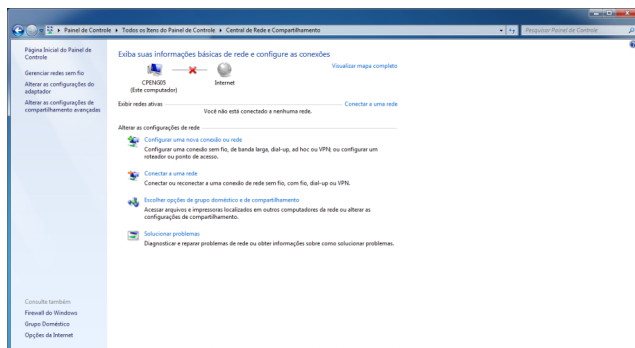 Painel de Controle ▸ Todos os Itens do Painel de Controle ▸ Central de Rede e Compartilhamento
Pesquisar Painel de Controle
Página Inicial do Painel de
Controle
Gerenciar redes sem fio
Alterar as configurações do
adaptador
Alterar as configurações de
compartilhamento avançadas
Exiba suas informações básicas de rede e configure as conexões
Visualizar mapa completo
CPENG05
(Este computador)
Internet
Exibir redes ativas
Conectar a uma rede
Você não está conectado a nenhuma rede.
Alterar as configurações de rede
Configurar uma nova conexão ou rede
Configurar uma conexão sem fio, de banda larga, dial-up, ad hoc ou VPN; ou configurar um
roteador ou ponto de acesso.
Conectar a uma rede
Conectar ou reconectar a uma conexão de rede sem fio, com fio, dial-up ou VPN.
Escolher opções de grupo doméstico e de compartilhamento
Acessar arquivos e impressoras localizados em outros computadores da rede ou alterar as
configurações de compartilhamento.
Solucionar problemas
Diagnosticar e reparar problemas de rede ou obter informações sobre como solucionar problemas.
Consulte também
Firewall do Windows
Grupo Doméstico
Opções da Internet